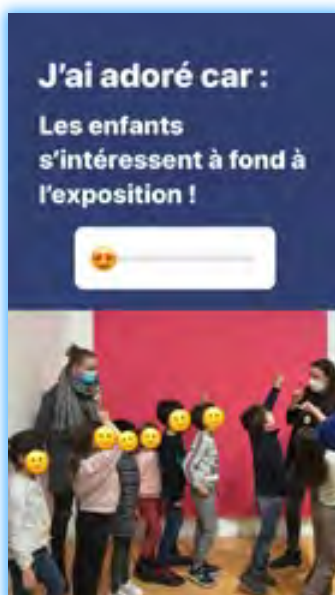 J'ai adoré car :
Les enfants
s'intéressent à fond à
l'exposition !